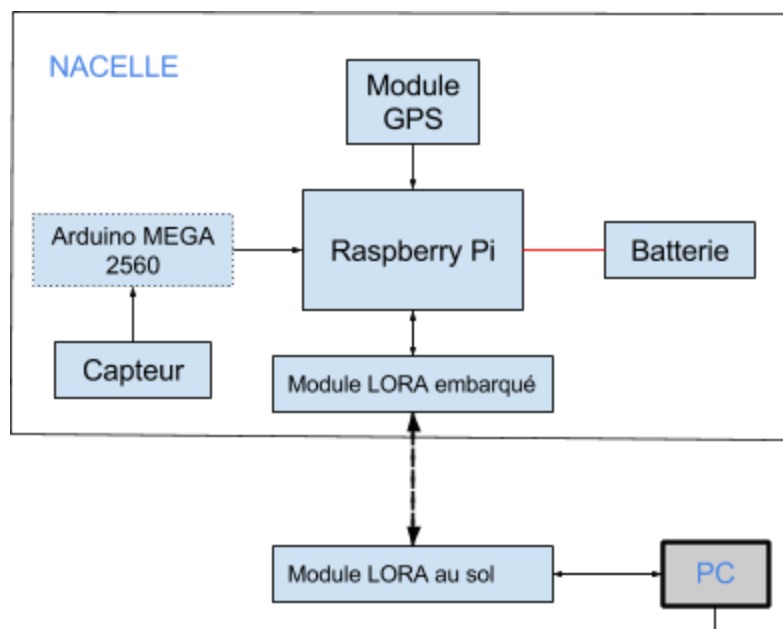 NACELLE
Module
GPS
Arduino MEGA
2560
Raspberry Pi
Batterie
Capteur
Module LORA embarqué
Module LORA au sol
PC